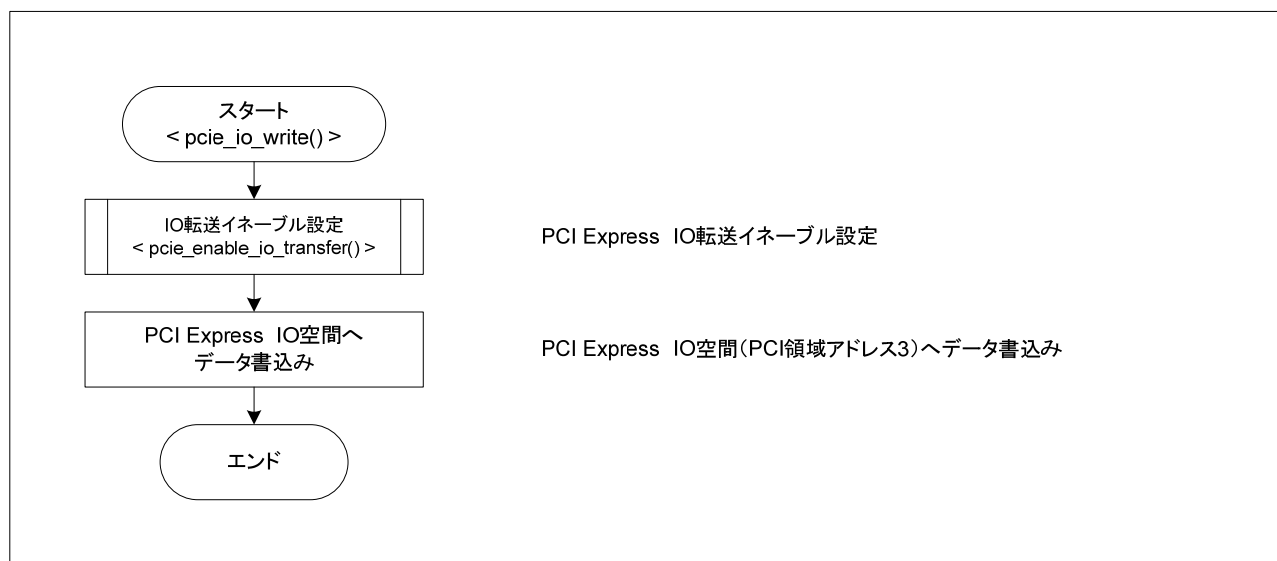 スタート
< pcie_io_write() >
IO転送イネーブル設定
< pcie_enable_io_transfer() >
PCI Express IO転送イネーブル設定
PCI Express IO空間へ
データ書込み
PCI Express IO空間（PCI領域アドレス3）へデータ書込み
エンド